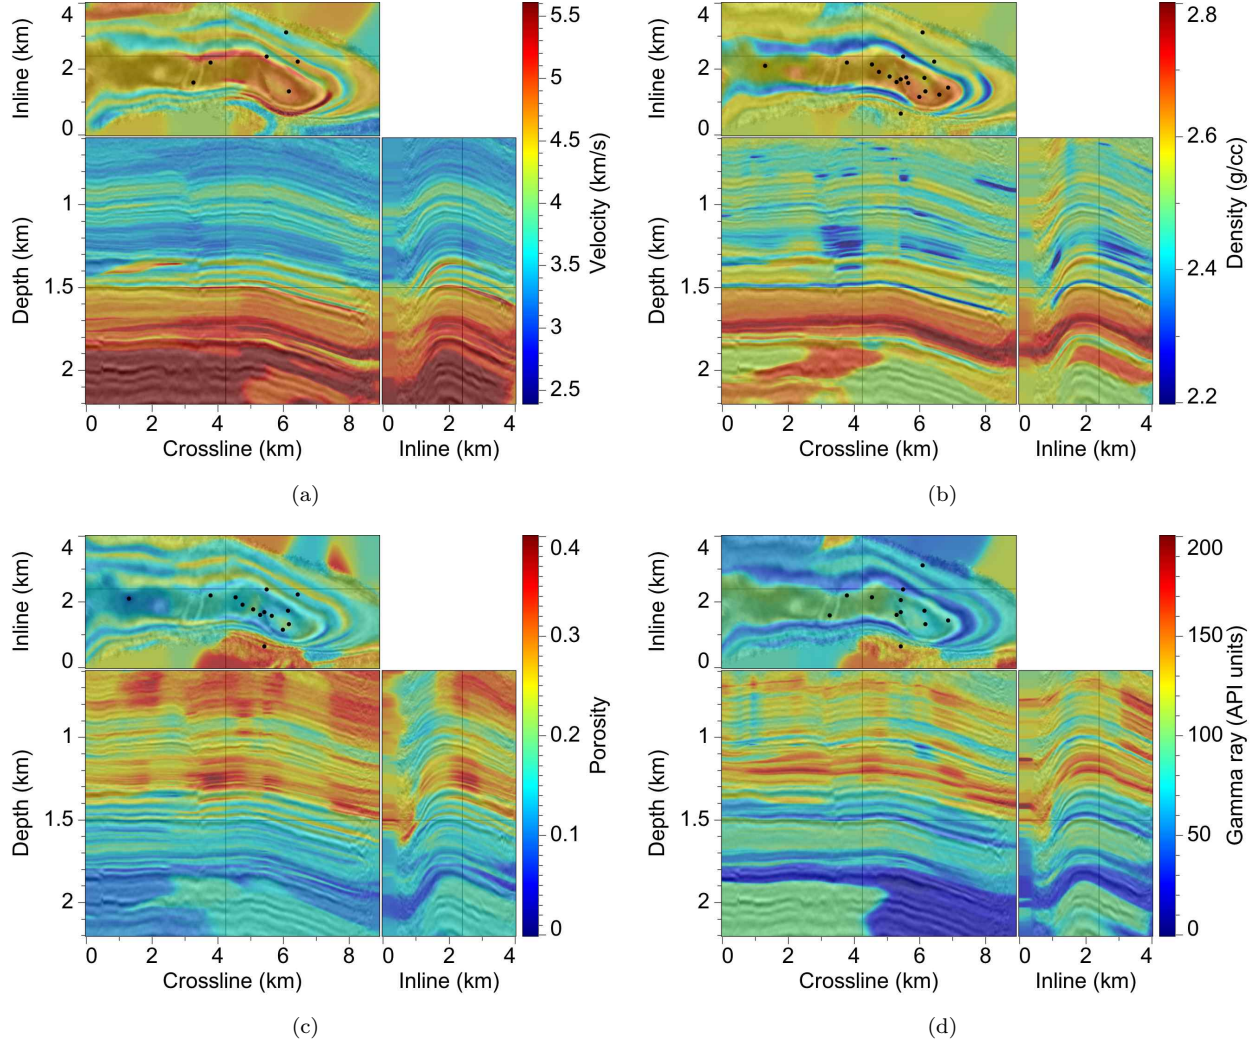 4
2
0
Inline (km)
1
1.5
2
Depth (km)
0 2 4 6 8
Crossline (km)
0 2 4
Inline (km)
5.5
5
4.5
4
3.5
3
2.5
Velocity (km/s)
(a)
4
2
0
Inline (km)
1
1.5
2
Depth (km)
0 2 4 6 8
Crossline (km)
0 2 4
Inline (km)
2.8
2.6
2.4
2.2
Density (g/cc)
(b)
4
2
0
Inline (km)
1
1.5
2
Depth (km)
0 2 4 6 8
Crossline (km)
0 2 4
Inline (km)
0.4
0.3
0.2
0.1
0
Porosity
(c)
4
2
0
Inline (km)
1
1.5
2
Depth (km)
0 2 4 6 8
Crossline (km)
0 2 4
Inline (km)
200
150
100
50
0
Gamma ray (API units)
(d)